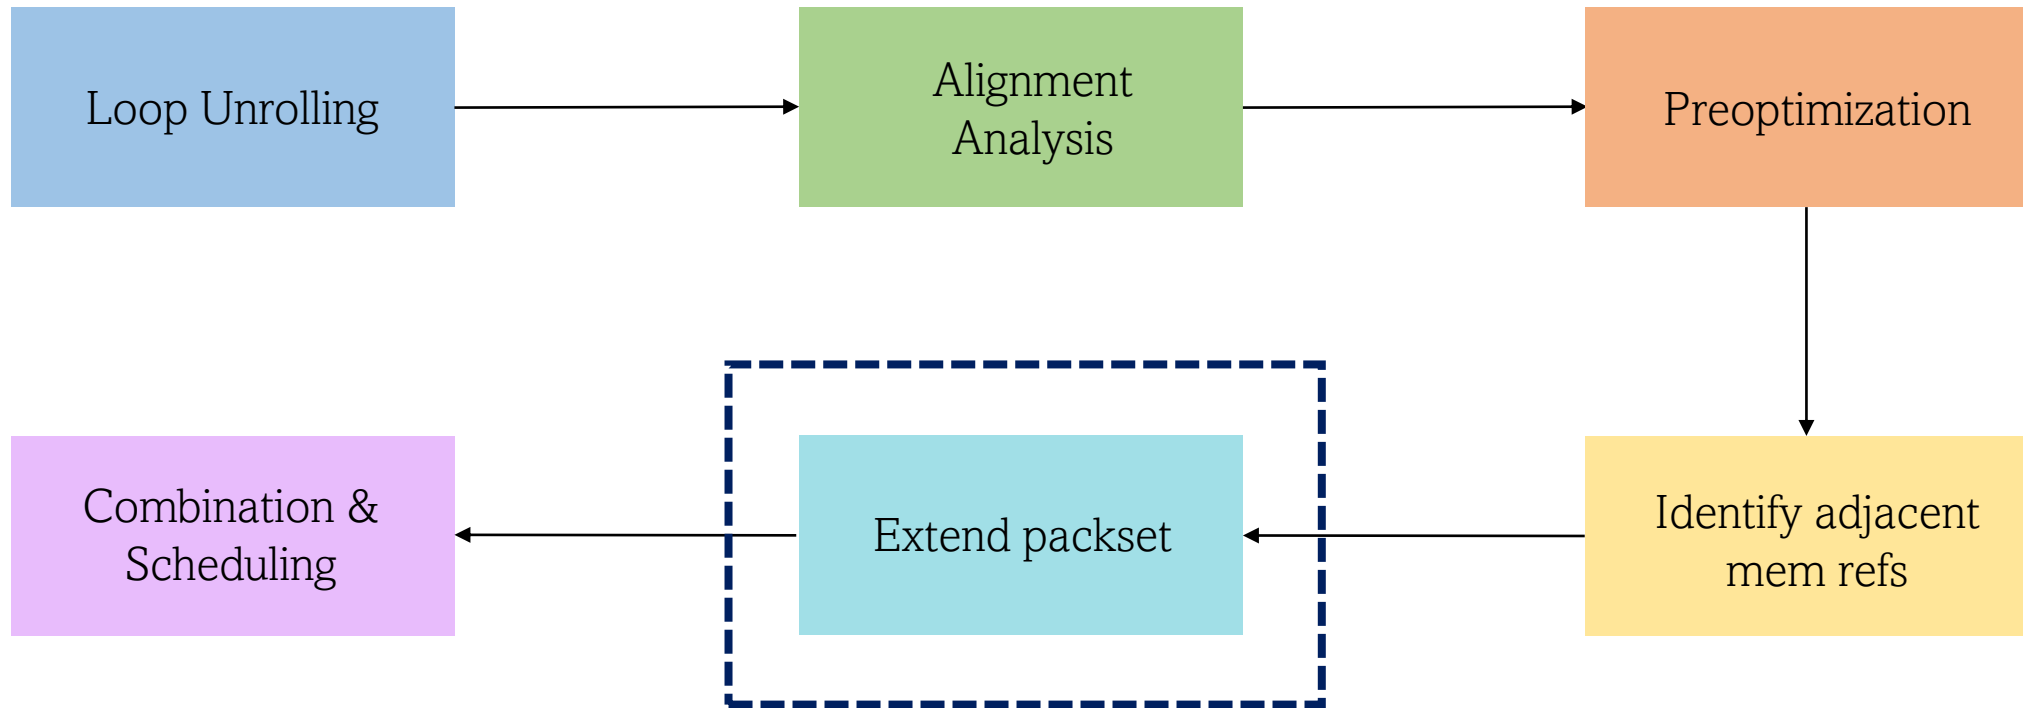 Loop Unrolling
Alignment
Analysis
Preoptimization
Combination &
Scheduling
Extend packset
Identify adjacent
mem refs